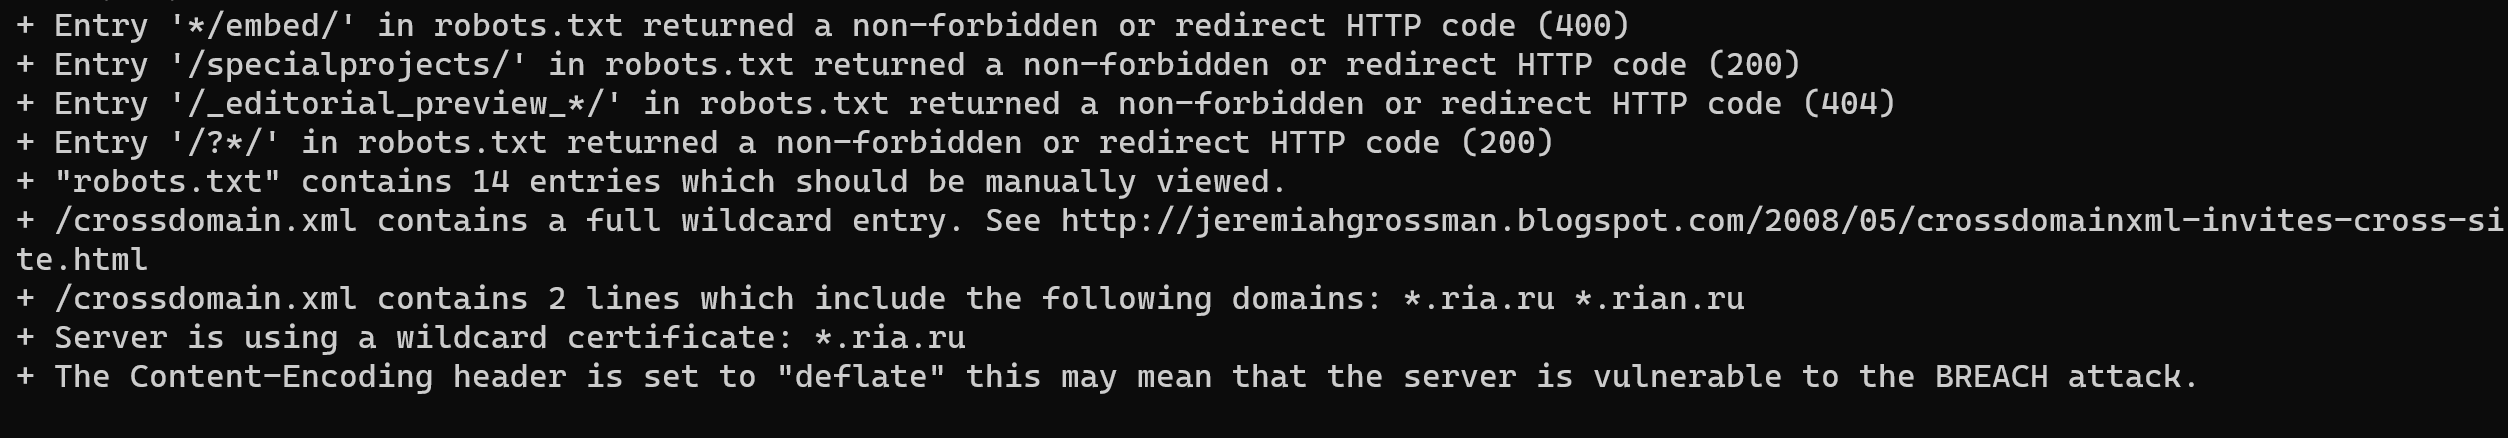 + Entry '*/embed/' in robots.txt returned a non-forbidden or redirect HTTP code (400)
+ Entry '/specialprojects/' in robots.txt returned a non-forbidden or redirect HTTP code (200)
+ Entry '/_editorial_preview_*/' in robots.txt returned a non-forbidden or redirect HTTP code (404)
+ Entry '/?*/' in robots.txt returned a non-forbidden or redirect HTTP code (200)
+ "robots.txt" contains 14 entries which should be manually viewed.
+ /crossdomain.xml contains a full wildcard entry. See http://jeremiahgrossman.blogspot.com/2008/05/crossdomainxml-invites-cross-si
te.html
+ /crossdomain.xml contains 2 lines which include the following domains: *.ria.ru *.rian.ru
+ Server is using a wildcard certificate: *.ria.ru
+ The Content-Encoding header is set to "deflate" this may mean that the server is vulnerable to the BREACH attack.